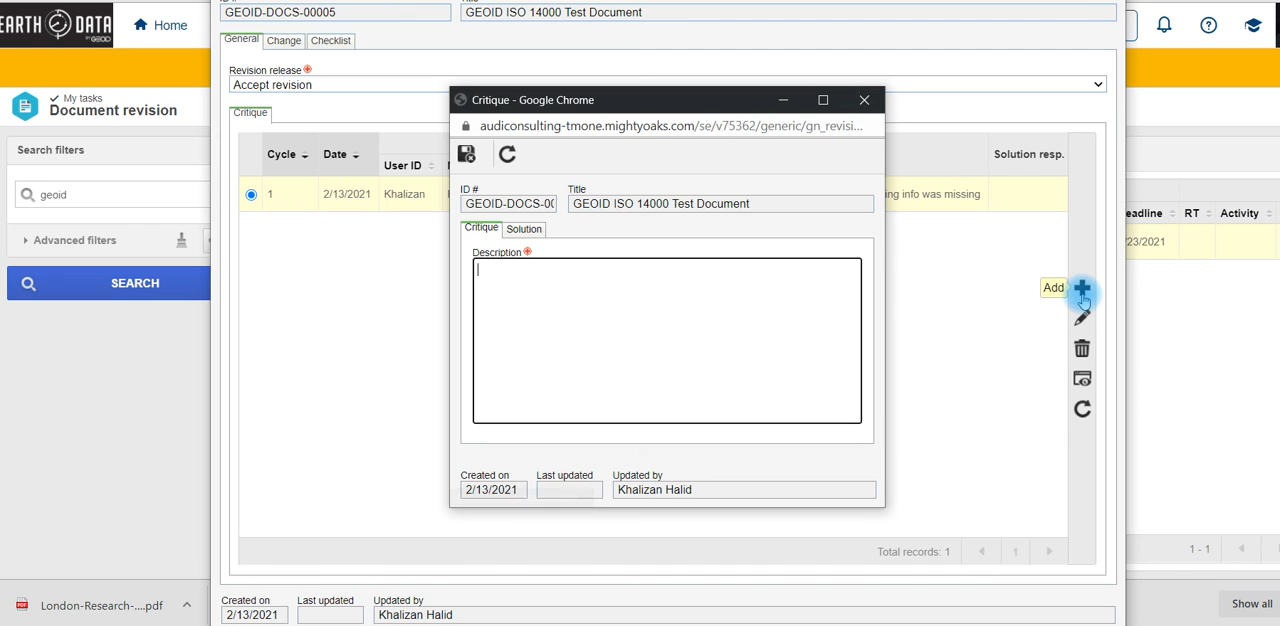 GEOID-DOCS-00005
GEOID ISO 14000 Test Document
EARTH DATA
BY GEOID
Home
General
Change
Checklist
My tasks
Document revision
Revision release
Accept revision
Critique
Critique - Google Chrome
audiconsulting-tmone.mightyoaks.com/se/v75362/generic/gn_revisi...
Search filters
Cycle
Date
User ID
Solution resp.
ID #
Title
GEOID-DOCS-0(
GEOID ISO 14000 Test Document
geoid
1
2/13/2021
Khalizan
ing info was missing
eadline
RT
Activity
Critique
Solution
Advanced filters
/23/2021
Description
SEARCH
Add
Created on
Last updated
Updated by
2/13/2021
Khalizan Halid
Total records: 1
1
1 - 1
London-Research-....pdf
Show all
Created on
Last updated
Updated by
2/13/2021
Khalizan Halid